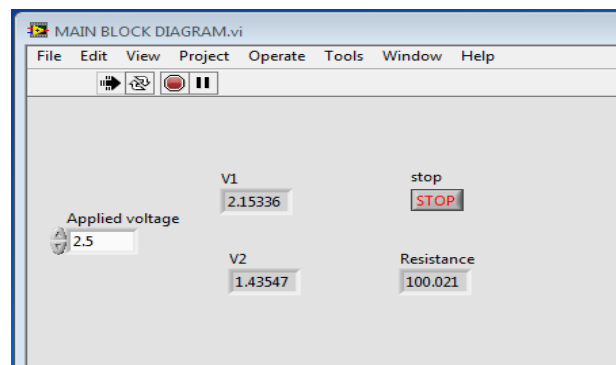 MAIN BLOCK DIAGRAM.vi
File Edit View Project Operate Tools Window Help
V1
2.15336
stop
STOP
Applied voltage
2.5
V2
1.43547
Resistance
100.021